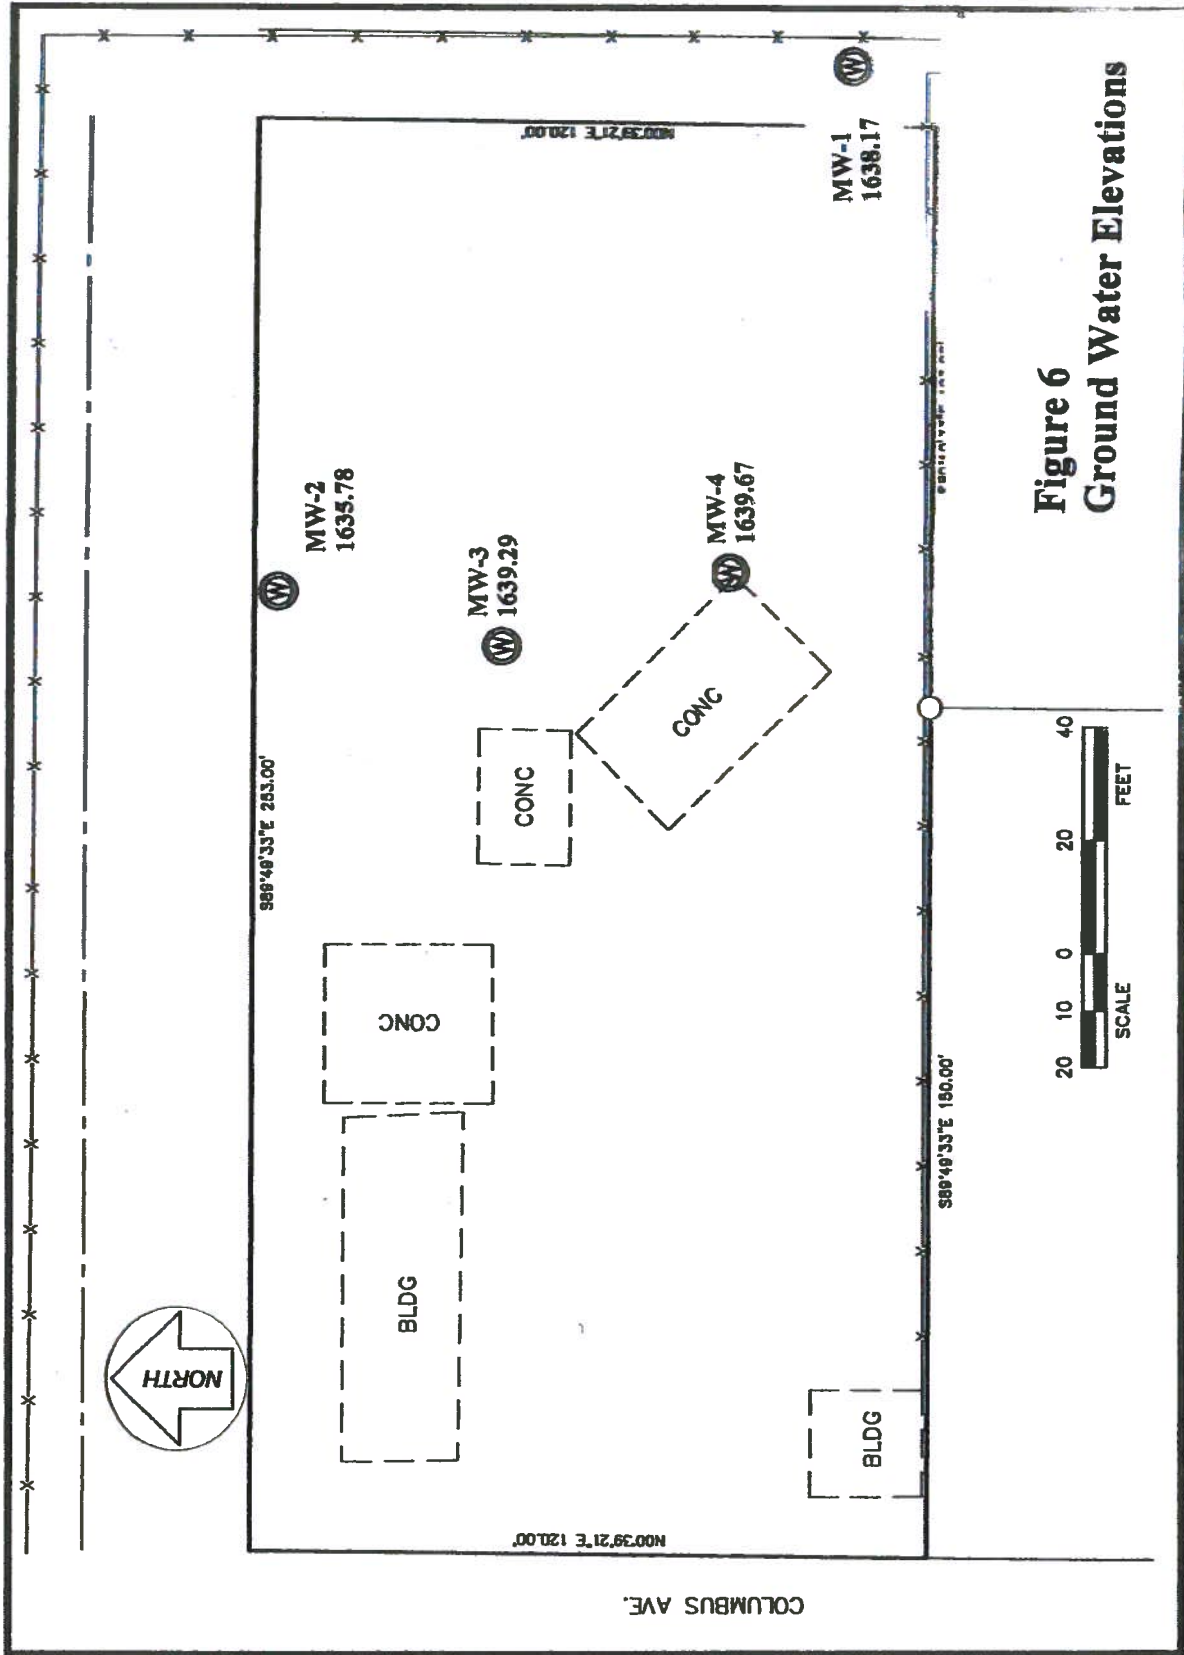 NORTH
COLUMBUS AVE.
S89°49'33"E 253.00'
N00°39'21"E 120.00'
N00°39'21"E 120.00'
BLDG
CONC
CONC
CONC
BLDG
MW-2
1635.78
MW-3
1639.29
MW-4
1639.67
MW-1
1638.17
S89°49'33"E 150.00'
20 10 0 20 40
SCALE FEET
Figure 6
Ground Water Elevations